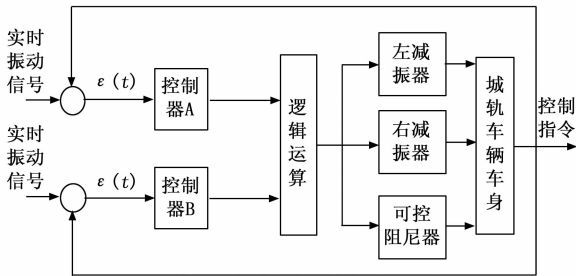 实时
振动
信号
ε(t)
控制
器A
实时
振动
信号
ε(t)
控制
器B
逻辑运算
左减
振器
右减
振器
可控
阻尼器
城轨车辆车身
控制
指令